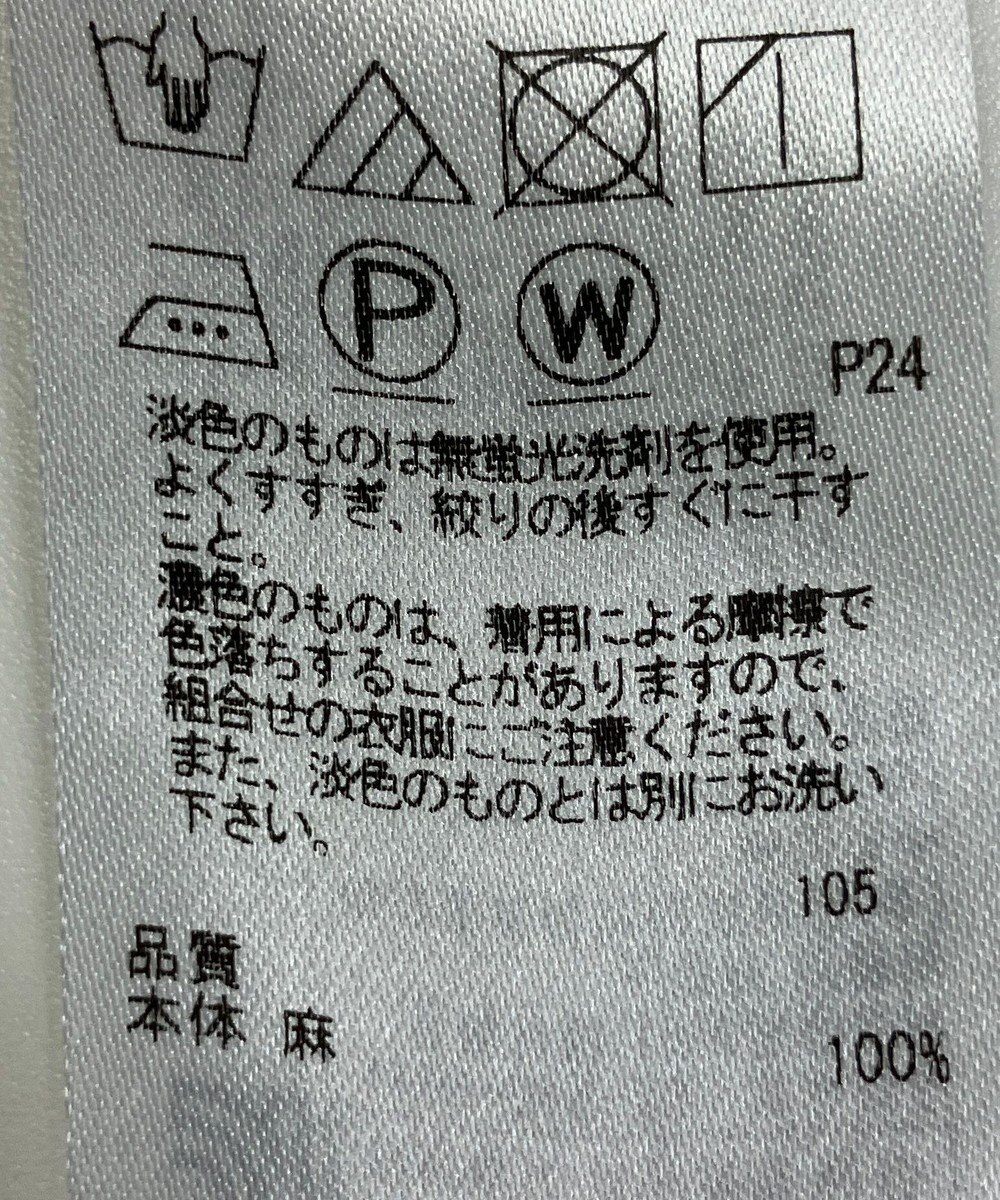 P W
P24
淡色のものは無蛍光洗剤を使用。
よくすすぎ、絞りの後すぐに干す
こと。
濃色のものは、着用による摩擦で
色落ちすることがありますので、
組合せの衣服にご注意ください。
また、淡色のものとは別にお洗い
下さい。
105
品質
本体 麻 100%